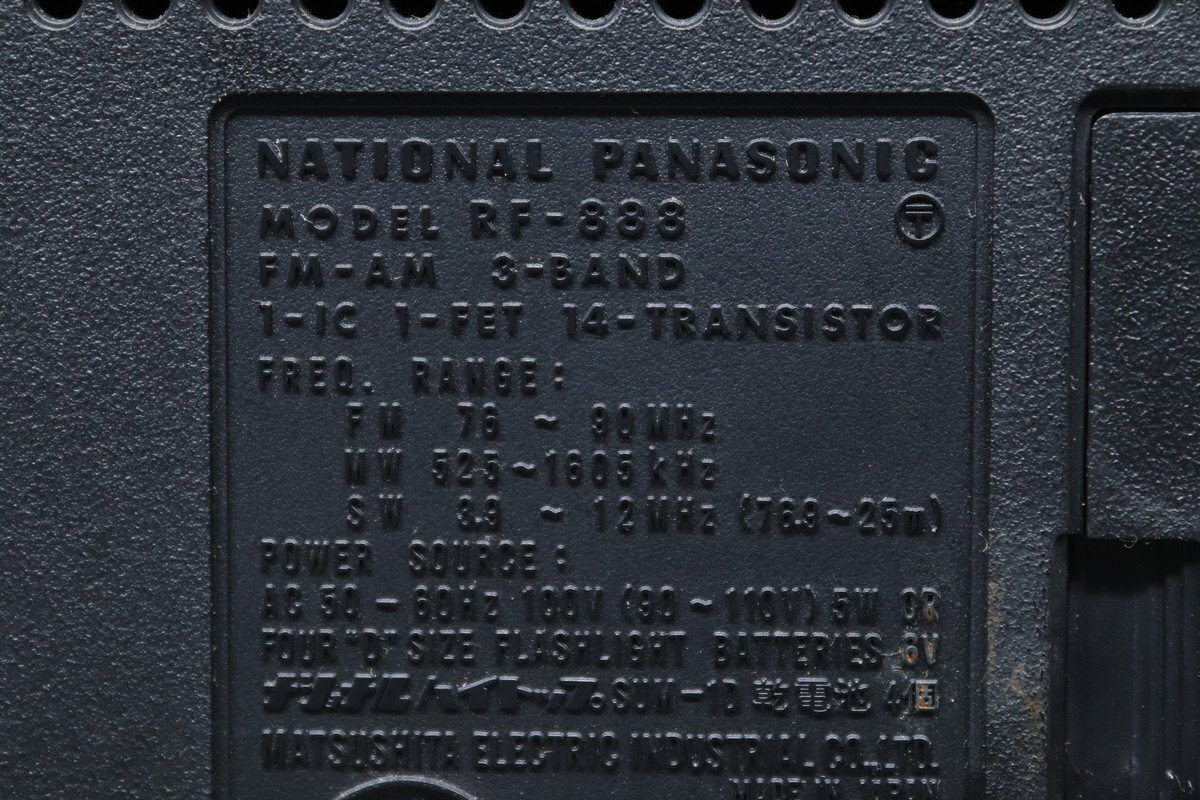 NATIONAL PANASONIC
MODEL RF-888 〒
FM-AM 3-BAND
1-IC 1-FET 14-TRANSISTOR
FREQ. RANGE:
FM 76 ~ 90MHz
MW 525~1605kHz
SW 3.9 ~ 12MHz (76.9~25m)
POWER SOURCE:
AC 50-60Hz 100V (90~110V) 5W OR
FOUR "D" SIZE FLASHLIGHT BATTERIES 6V
ナショナルハイトップ SUM-1D 乾電池 4個
MATSUSHITA ELECTRIC INDUSTRIAL CO.,LTD.
MADE IN JAPAN